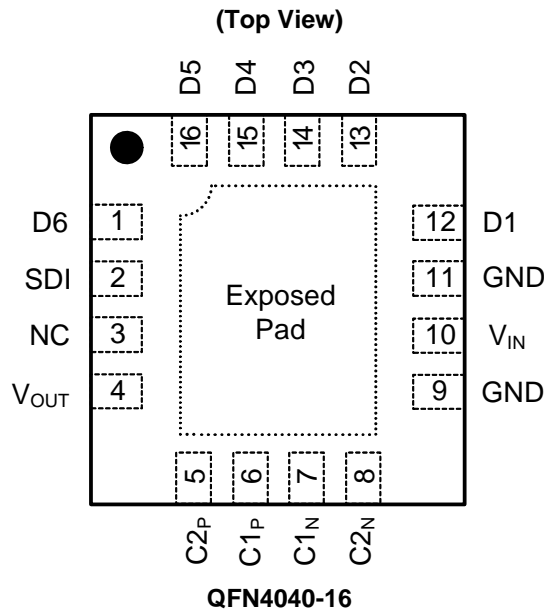 (Top View)
D5 D4 D3 D2
16 15 14 13
D6 1 12 D1
SDI 2 11 GND
Exposed
Pad
NC 3 10 VIN
VOUT 4 9 GND
5 6 7 8
C2P C1P C1N C2N
QFN4040-16